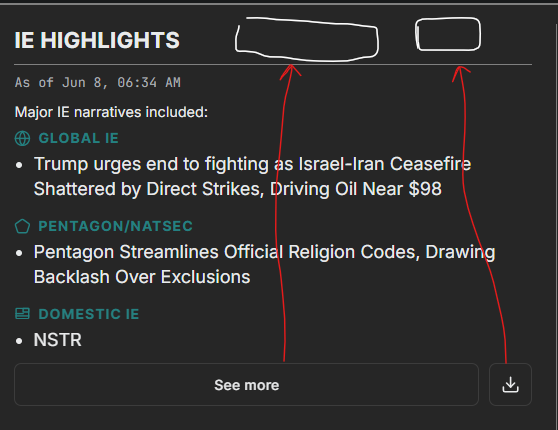 IE HIGHLIGHTS
As of Jun 8, 06:34 AM
Major IE narratives included:
GLOBAL IE
• Trump urges end to fighting as Israel-Iran Ceasefire
Shattered by Direct Strikes, Driving Oil Near $98
PENTAGON/NATSEC
• Pentagon Streamlines Official Religion Codes, Drawing
Backlash Over Exclusions
DOMESTIC IE
• NSTR
See more